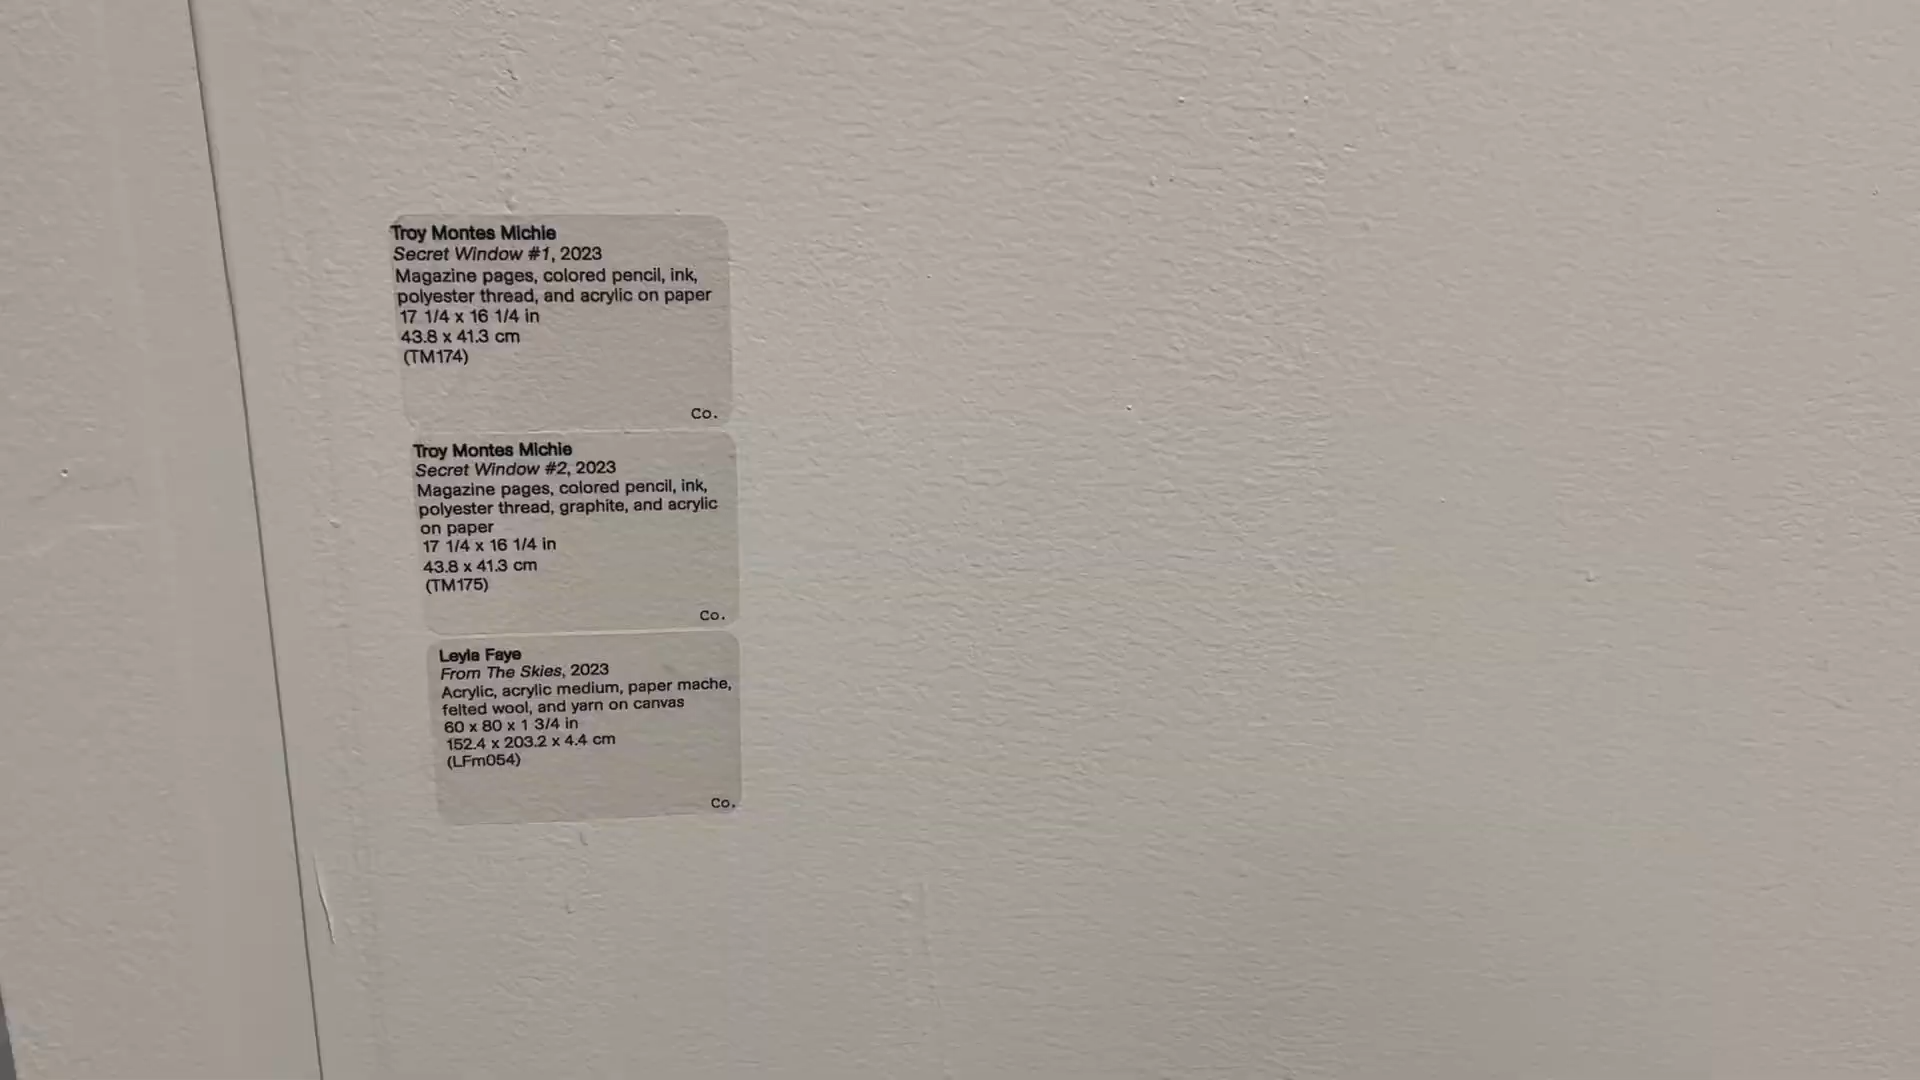 Troy Montes Michie
Secret Window #1, 2023
Magazine pages, colored pencil, ink,
polyester thread, and acrylic on paper
17 1/4 x 16 1/4 in
43.8 x 41.3 cm
(TM174)
Co.
Troy Montes Michie
Secret Window #2, 2023
Magazine pages, colored pencil, ink,
polyester thread, graphite, and acrylic
on paper
17 1/4 x 16 1/4 in
43.8 x 41.3 cm
(TM175)
Co.
Leyla Faye
From The Skies, 2023
Acrylic, acrylic medium, paper mache,
felted wool, and yarn on canvas
60 x 80 x 1 3/4 in
152.4 x 203.2 x 4.4 cm
(LFm054)
Co.